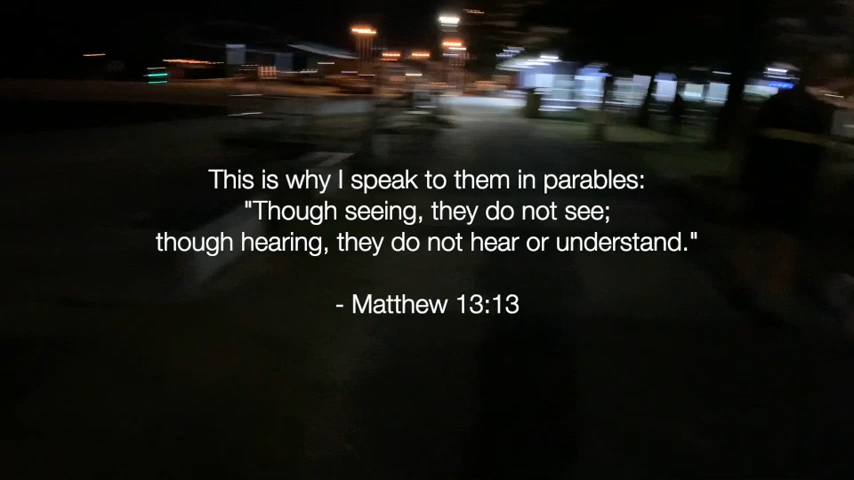 This is why I speak to them in parables:
"Though seeing, they do not see;
though hearing, they do not hear or understand."
- Matthew 13:13